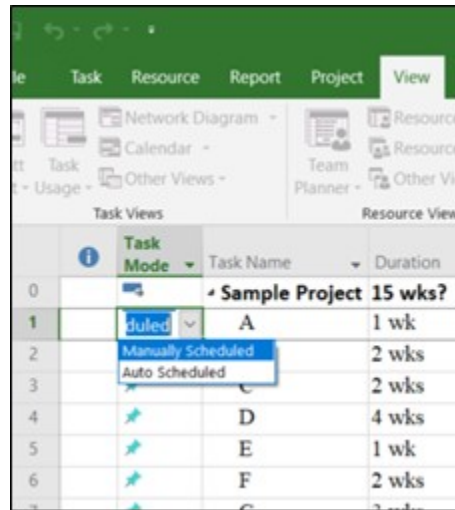 le Task Resource Report Project View
Network Diagram
Calendar
Other Views
Task
Usage
Team
Planner
Resource
Resource
Other Vi
Task Views Resource View
Task
Mode Task Name Duration
0 Sample Project 15 wks?
1 duled A 1 wk
2 Manually Scheduled 2 wks
Auto Scheduled
3 2 wks
4 D 4 wks
5 E 1 wk
6 F 2 wks